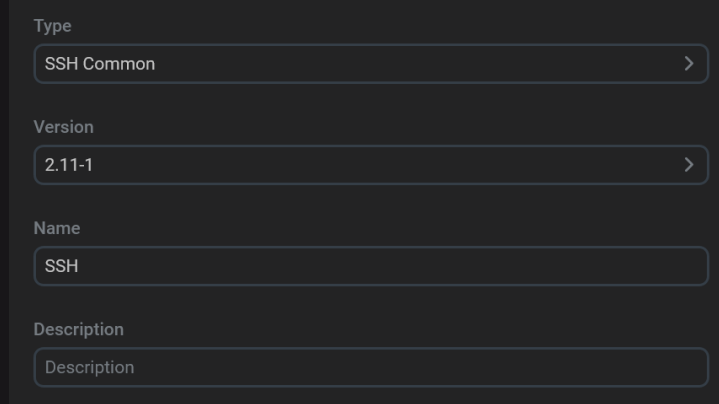 Type
SSH Common
Version
2.11-1
Name
SSH
Description
Description